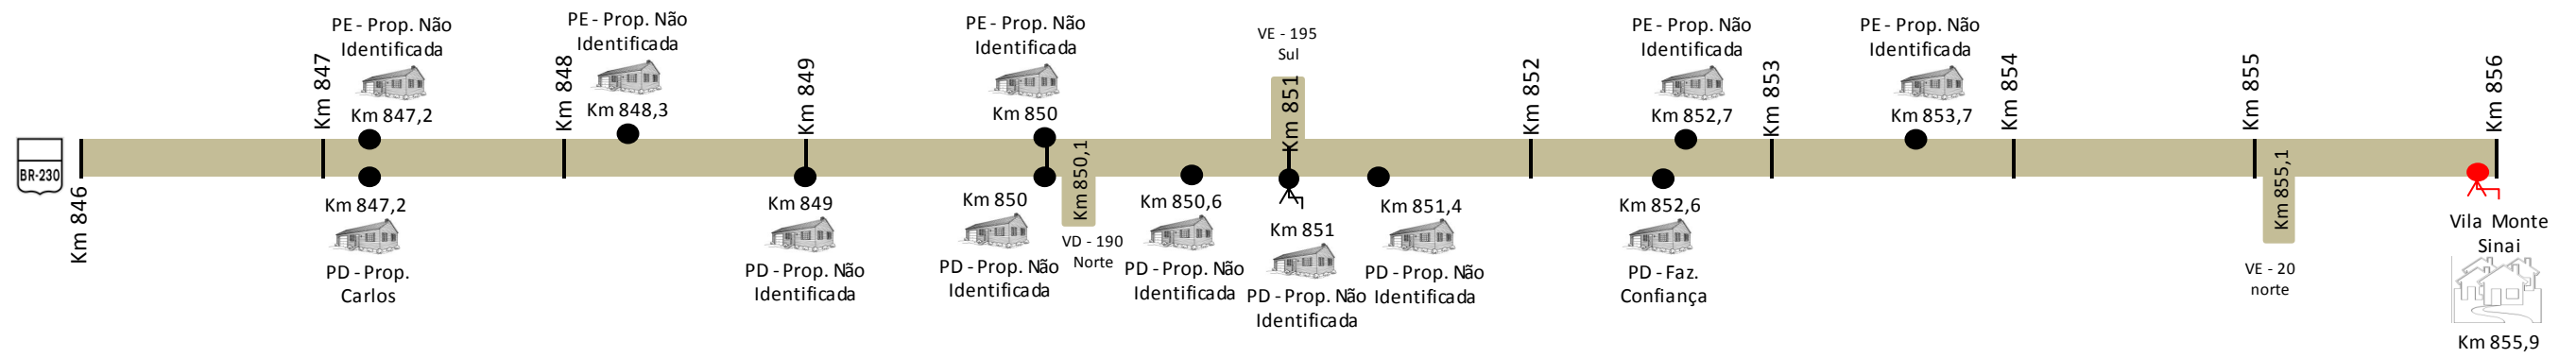 BR-230
Km 846
Km 847
PE - Prop. Não
Identificada
Km 847,2
Km 847,2
PD - Prop.
Carlos
Km 848
PE - Prop. Não
Identificada
Km 848,3
Km 849
Km 849
PD - Prop. Não
Identificada
PE - Prop. Não
Identificada
Km 850
Km 850
PD - Prop. Não
Identificada
Km 850,1
VD - 190
Norte
Km 850,6
PD - Prop. Não
Identificada
VE - 195
Sul
Km 851
Km 851
PD - Prop. Não
Identificada
Km 851,4
PD - Prop. Não
Identificada
Km 852
Km 852,6
PD - Faz.
Confiança
PE - Prop. Não
Identificada
Km 852,7
Km 853
PE - Prop. Não
Identificada
Km 853,7
Km 854
Km 855
Km 855,1
VE - 20
norte
Km 856
Vila Monte
Sinai
Km 855,9